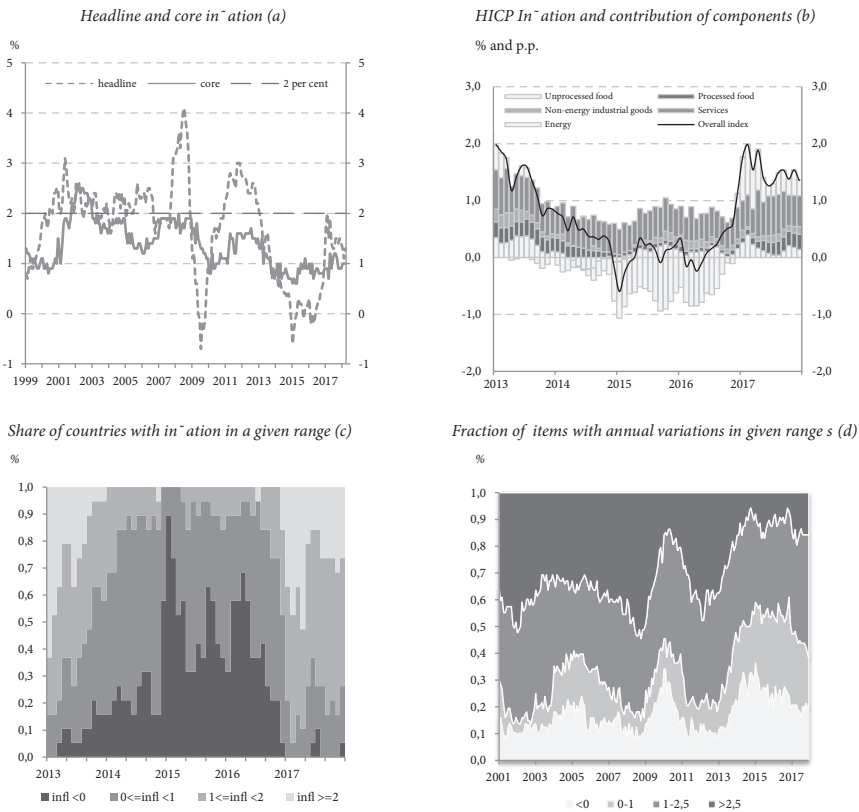 Headline and core in¯ation (a)
%
5 5
headline core 2 per cent
4 4
3 3
2 2
1 1
0 0
-1 -1
1999 2001 2003 2005 2007 2009 2011 2013 2015 2017
HICP In¯ation and contribution of components (b)
% and p.p.
3,0 3,0
Unprocessed food Processed food
Non-energy industrial goods Services
Energy Overall index
2,0 2,0
1,0 1,0
0,0 0,0
-1,0 -1,0
-2,0 -2,0
2013 2014 2015 2016 2017
Share of countries with in¯ation in a given range (c)
%
1,0
0,9
0,8
0,7
0,6
0,5
0,4
0,3
0,2
0,1
0,0
2013 2014 2015 2016 2017
infl <0 0<=infl <1 1<=infl <2 infl >=2
Fraction of items with annual variations in given range s (d)
%
1,0
0,9
0,8
0,7
0,6
0,5
0,4
0,3
0,2
0,1
0,0
2001 2003 2005 2007 2009 2011 2013 2015 2017
<0 0-1 1-2,5 >2,5